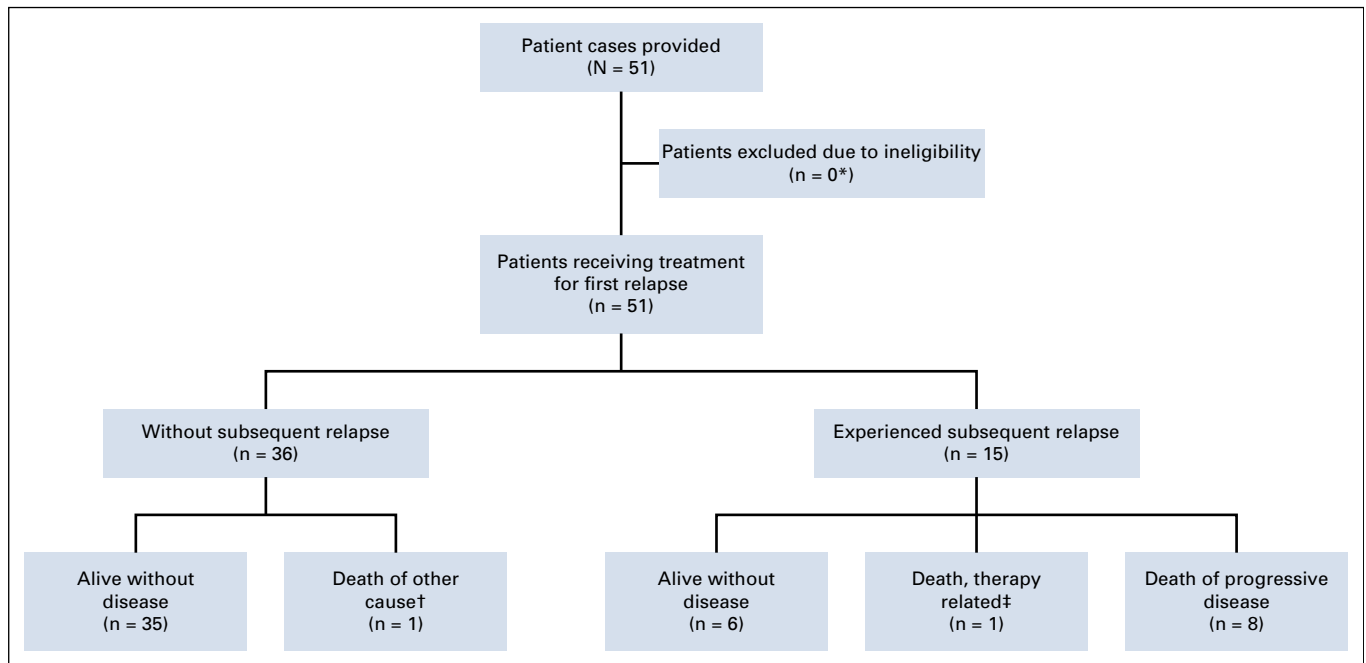 Patient cases provided
(N = 51)
Patients excluded due to ineligibility
(n = 0*)
Patients receiving treatment
for first relapse
(n = 51)
Without subsequent relapse
(n = 36)
Experienced subsequent relapse
(n = 15)
Alive without
disease
(n = 35)
Death of other
cause†
(n = 1)
Alive without
disease
(n = 6)
Death, therapy
related‡
(n = 1)
Death of progressive
disease
(n = 8)